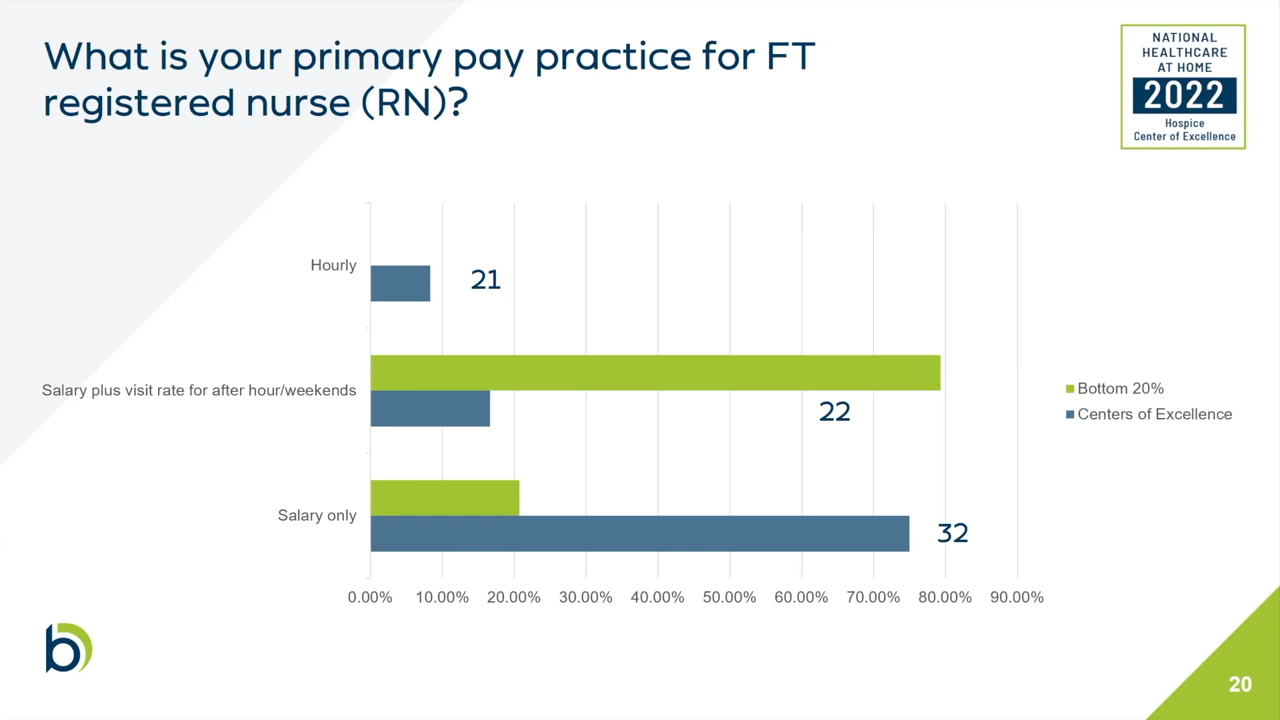 What is your primary pay practice for FT
registered nurse (RN)?
NATIONAL
HEALTHCARE
AT HOME
2022
Hospice
Center of Excellence
Hourly
21
Salary plus visit rate for after hour/weekends
22
Salary only
32
Bottom 20%
Centers of Excellence
0.00% 10.00% 20.00% 30.00% 40.00% 50.00% 60.00% 70.00% 80.00% 90.00%
b
20